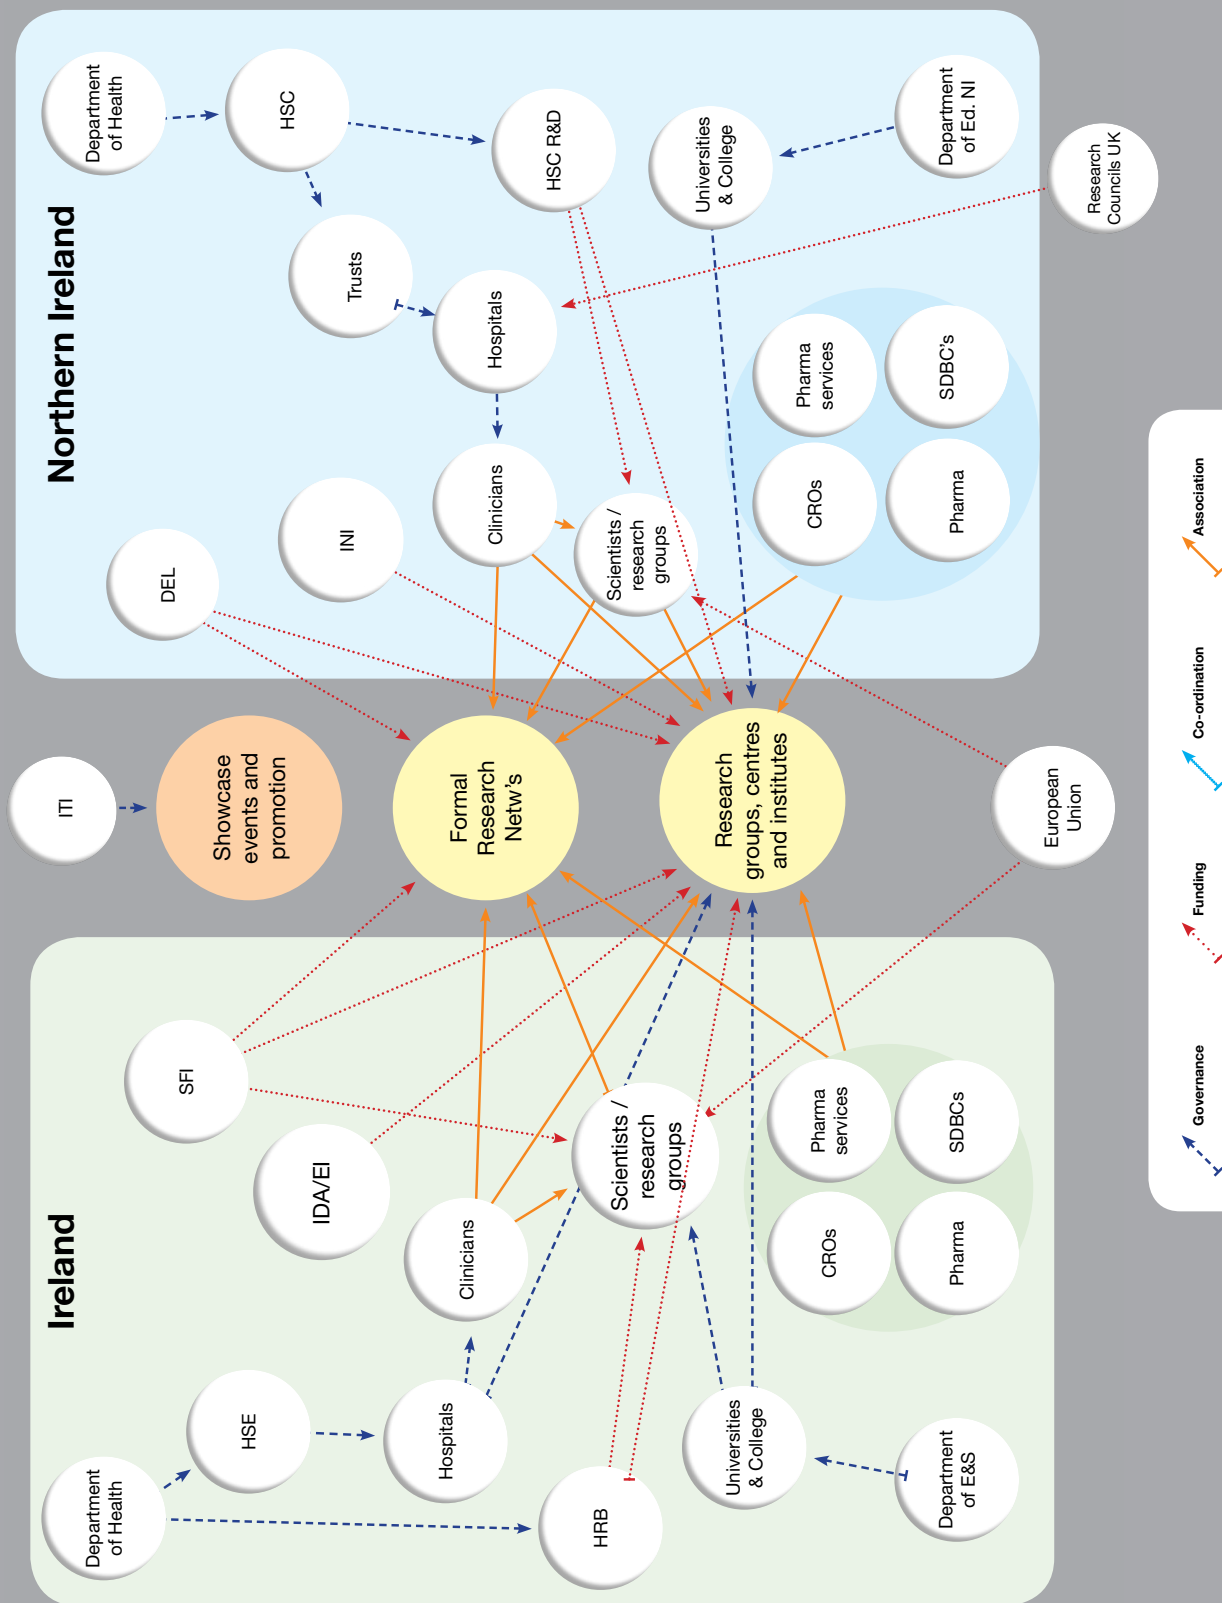 Ireland
Northern Ireland
Department
of Health
HSE
Hospitals
HRB
Clinicians
IDA/EI
SFI
Scientists /
research
groups
Universities
& College
Department
of E&S
CROs
Pharma
services
Pharma
SDBCs
ITI
Showcase
events and
promotion
Formal
Research
Netw's
Research
groups, centres
and institutes
European
Union
DEL
INI
Clinicians
Scientists /
research
groups
Hospitals
Trusts
Department
of Health
HSC
HSC R&D
Universities
& College
Department
of Ed. NI
CROs
Pharma
services
Pharma
SDBC's
Research
Councils UK
Governance
Funding
Co-ordination
Association